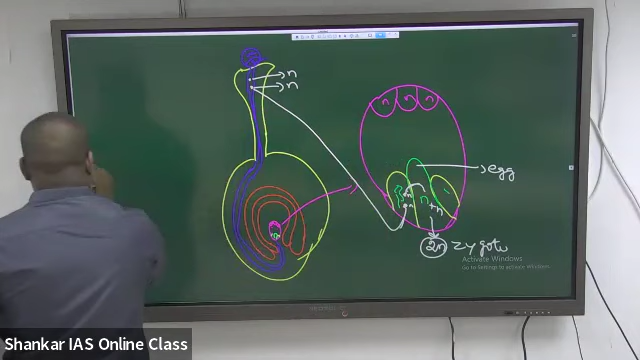 n
n
n n n
egg
n + n
2n zygote
Activate Windows
Go to Settings to activate Windows.
Shankar IAS Online Class